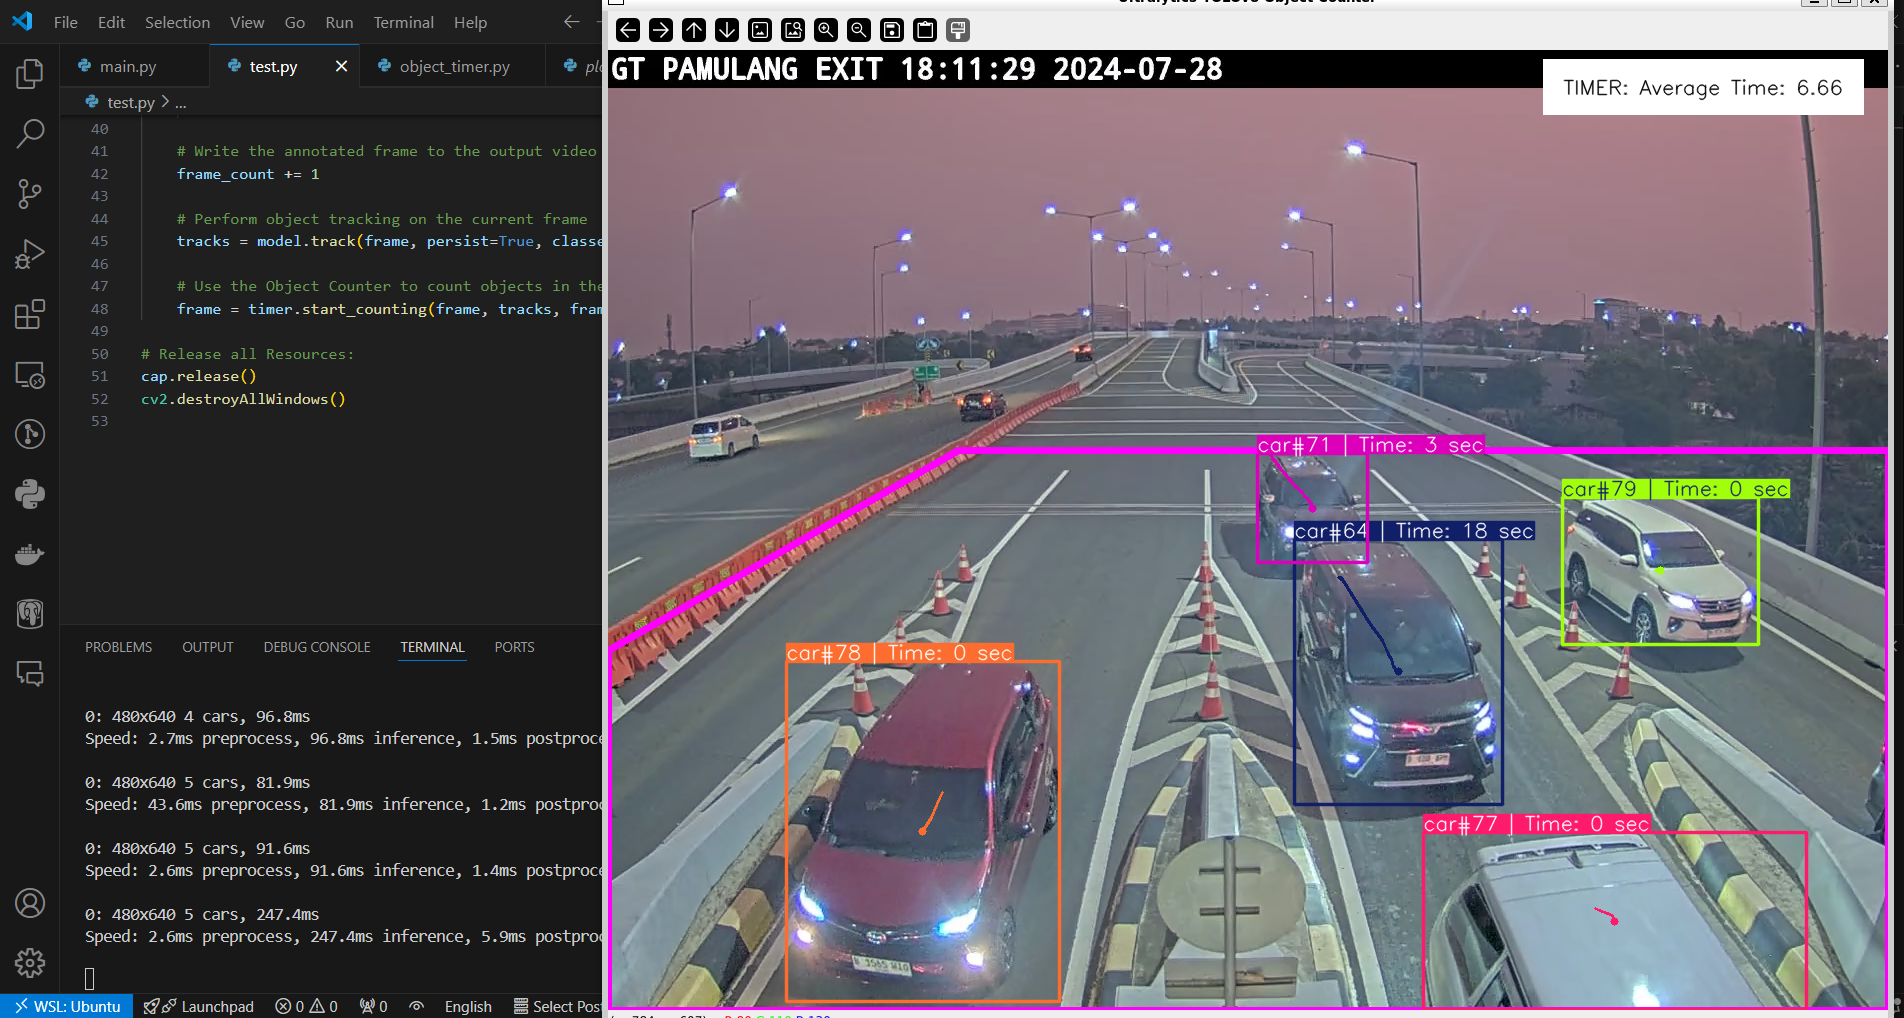 File Edit Selection View Go Run Terminal Help
main.py test.py object_timer.py
test.py > ...
40
41 # Write the annotated frame to the output video
42 frame_count += 1
43
44 # Perform object tracking on the current frame
45 tracks = model.track(frame, persist=True, classe
46
47 # Use the Object Counter to count objects in the
48 frame = timer.start_counting(frame, tracks, fram
49
50 # Release all Resources:
51 cap.release()
52 cv2.destroyAllWindows()
53
PROBLEMS OUTPUT DEBUG CONSOLE TERMINAL PORTS
0: 480x640 4 cars, 96.8ms
Speed: 2.7ms preprocess, 96.8ms inference, 1.5ms postproce
0: 480x640 5 cars, 81.9ms
Speed: 43.6ms preprocess, 81.9ms inference, 1.2ms postproc
0: 480x640 5 cars, 91.6ms
Speed: 2.6ms preprocess, 91.6ms inference, 1.4ms postproce
0: 480x640 5 cars, 247.4ms
Speed: 2.6ms preprocess, 247.4ms inference, 5.9ms postproc
WSL: Ubuntu Launchpad 0 0 0 English Select Post
GT PAMULANG EXIT 18:11:29 2024-07-28
TIMER: Average Time: 6.66
car#71 | Time: 3 sec
car#79 | Time: 0 sec
car#64 | Time: 18 sec
car#78 | Time: 0 sec
car#77 | Time: 0 sec